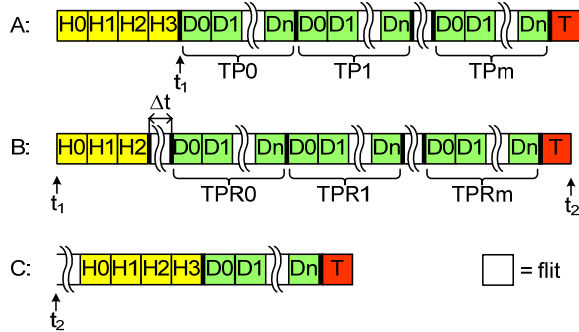 A: H0 H1 H2 H3 D0 D1 Dn D0 D1 Dn D0 D1 Dn T
t1 TP0 TP1 TPm
Δt
B: H0 H1 H2 D0 D1 Dn D0 D1 Dn D0 D1 Dn T
t1 TPR0 TPR1 TPRm t2
C: H0 H1 H2 H3 D0 D1 Dn T = flit
t2